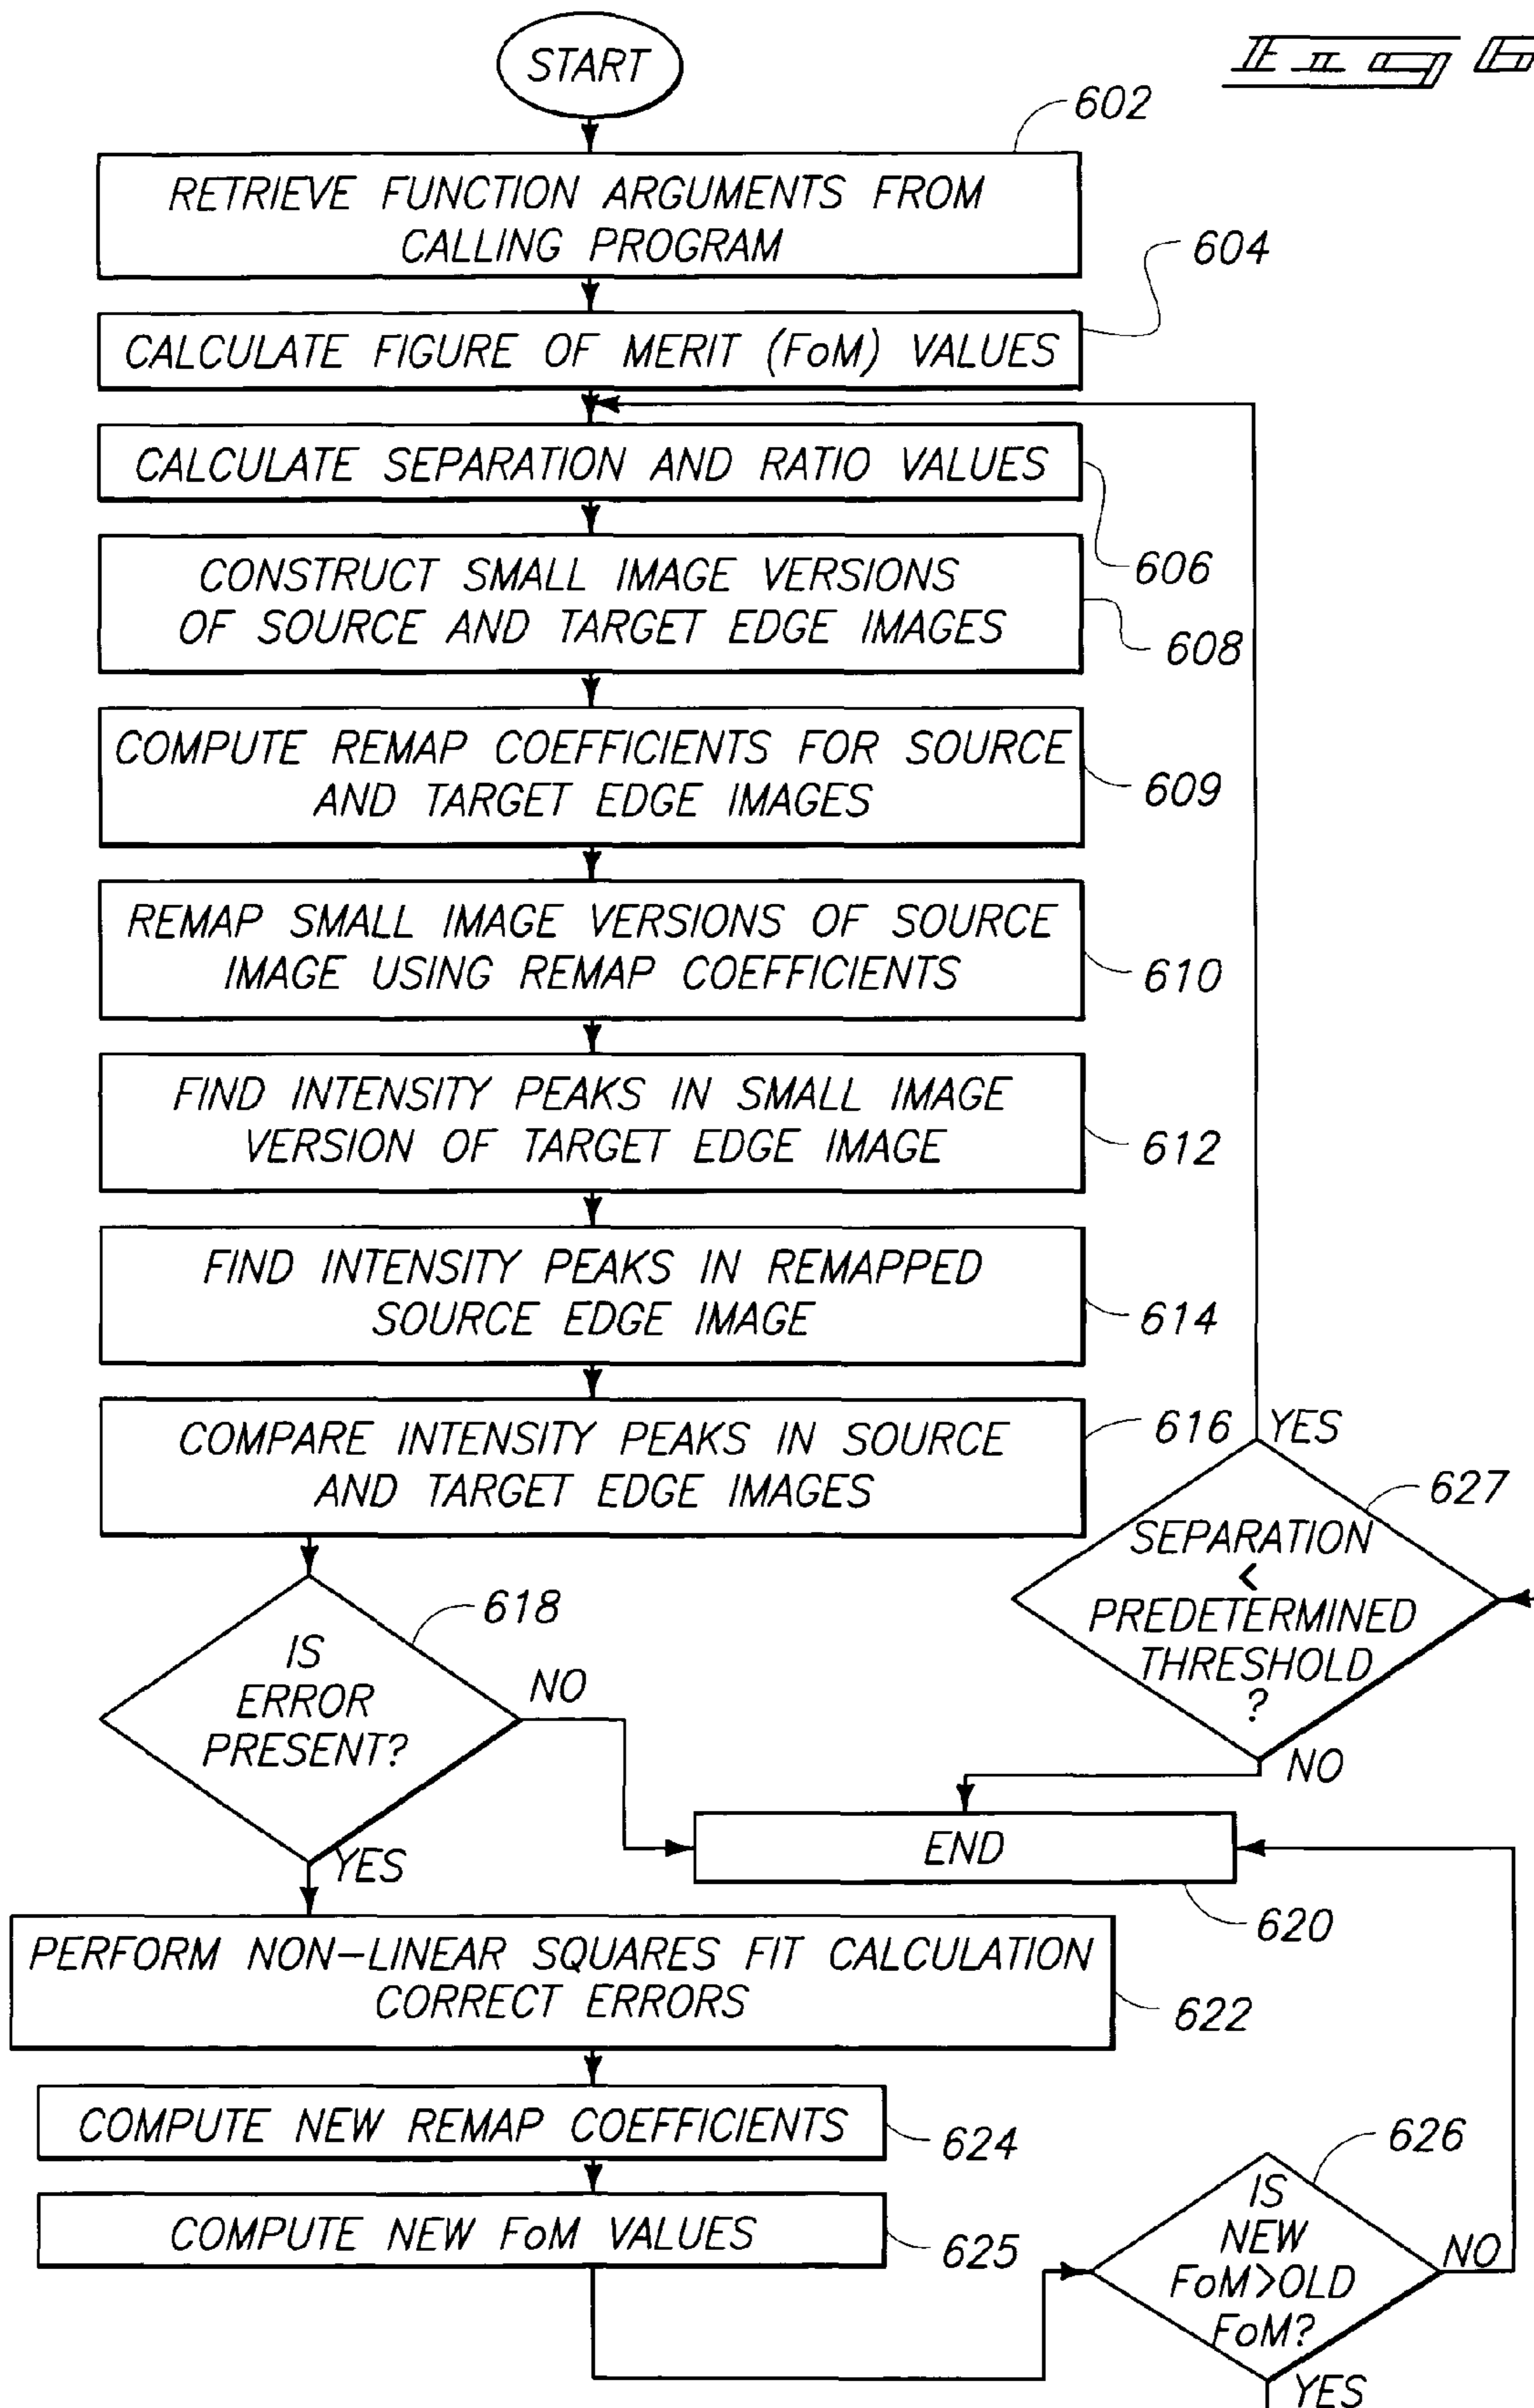 START
Fig 6
602
RETRIEVE FUNCTION ARGUMENTS FROM
CALLING PROGRAM
604
CALCULATE FIGURE OF MERIT (FoM) VALUES
CALCULATE SEPARATION AND RATIO VALUES
606
CONSTRUCT SMALL IMAGE VERSIONS
OF SOURCE AND TARGET EDGE IMAGES
608
COMPUTE REMAP COEFFICIENTS FOR SOURCE
AND TARGET EDGE IMAGES
609
REMAP SMALL IMAGE VERSIONS OF SOURCE
IMAGE USING REMAP COEFFICIENTS
610
FIND INTENSITY PEAKS IN SMALL IMAGE
VERSION OF TARGET EDGE IMAGE
612
FIND INTENSITY PEAKS IN REMAPPED
SOURCE EDGE IMAGE
614
COMPARE INTENSITY PEAKS IN SOURCE
AND TARGET EDGE IMAGES
616
YES
627
SEPARATION
<
PREDETERMINED
THRESHOLD
?
NO
618
IS
ERROR
PRESENT?
NO
YES
END
620
PERFORM NON-LINEAR SQUARES FIT CALCULATION
CORRECT ERRORS
622
COMPUTE NEW REMAP COEFFICIENTS
624
COMPUTE NEW FoM VALUES
625
626
IS
NEW
FoM>OLD
FoM?
NO
YES